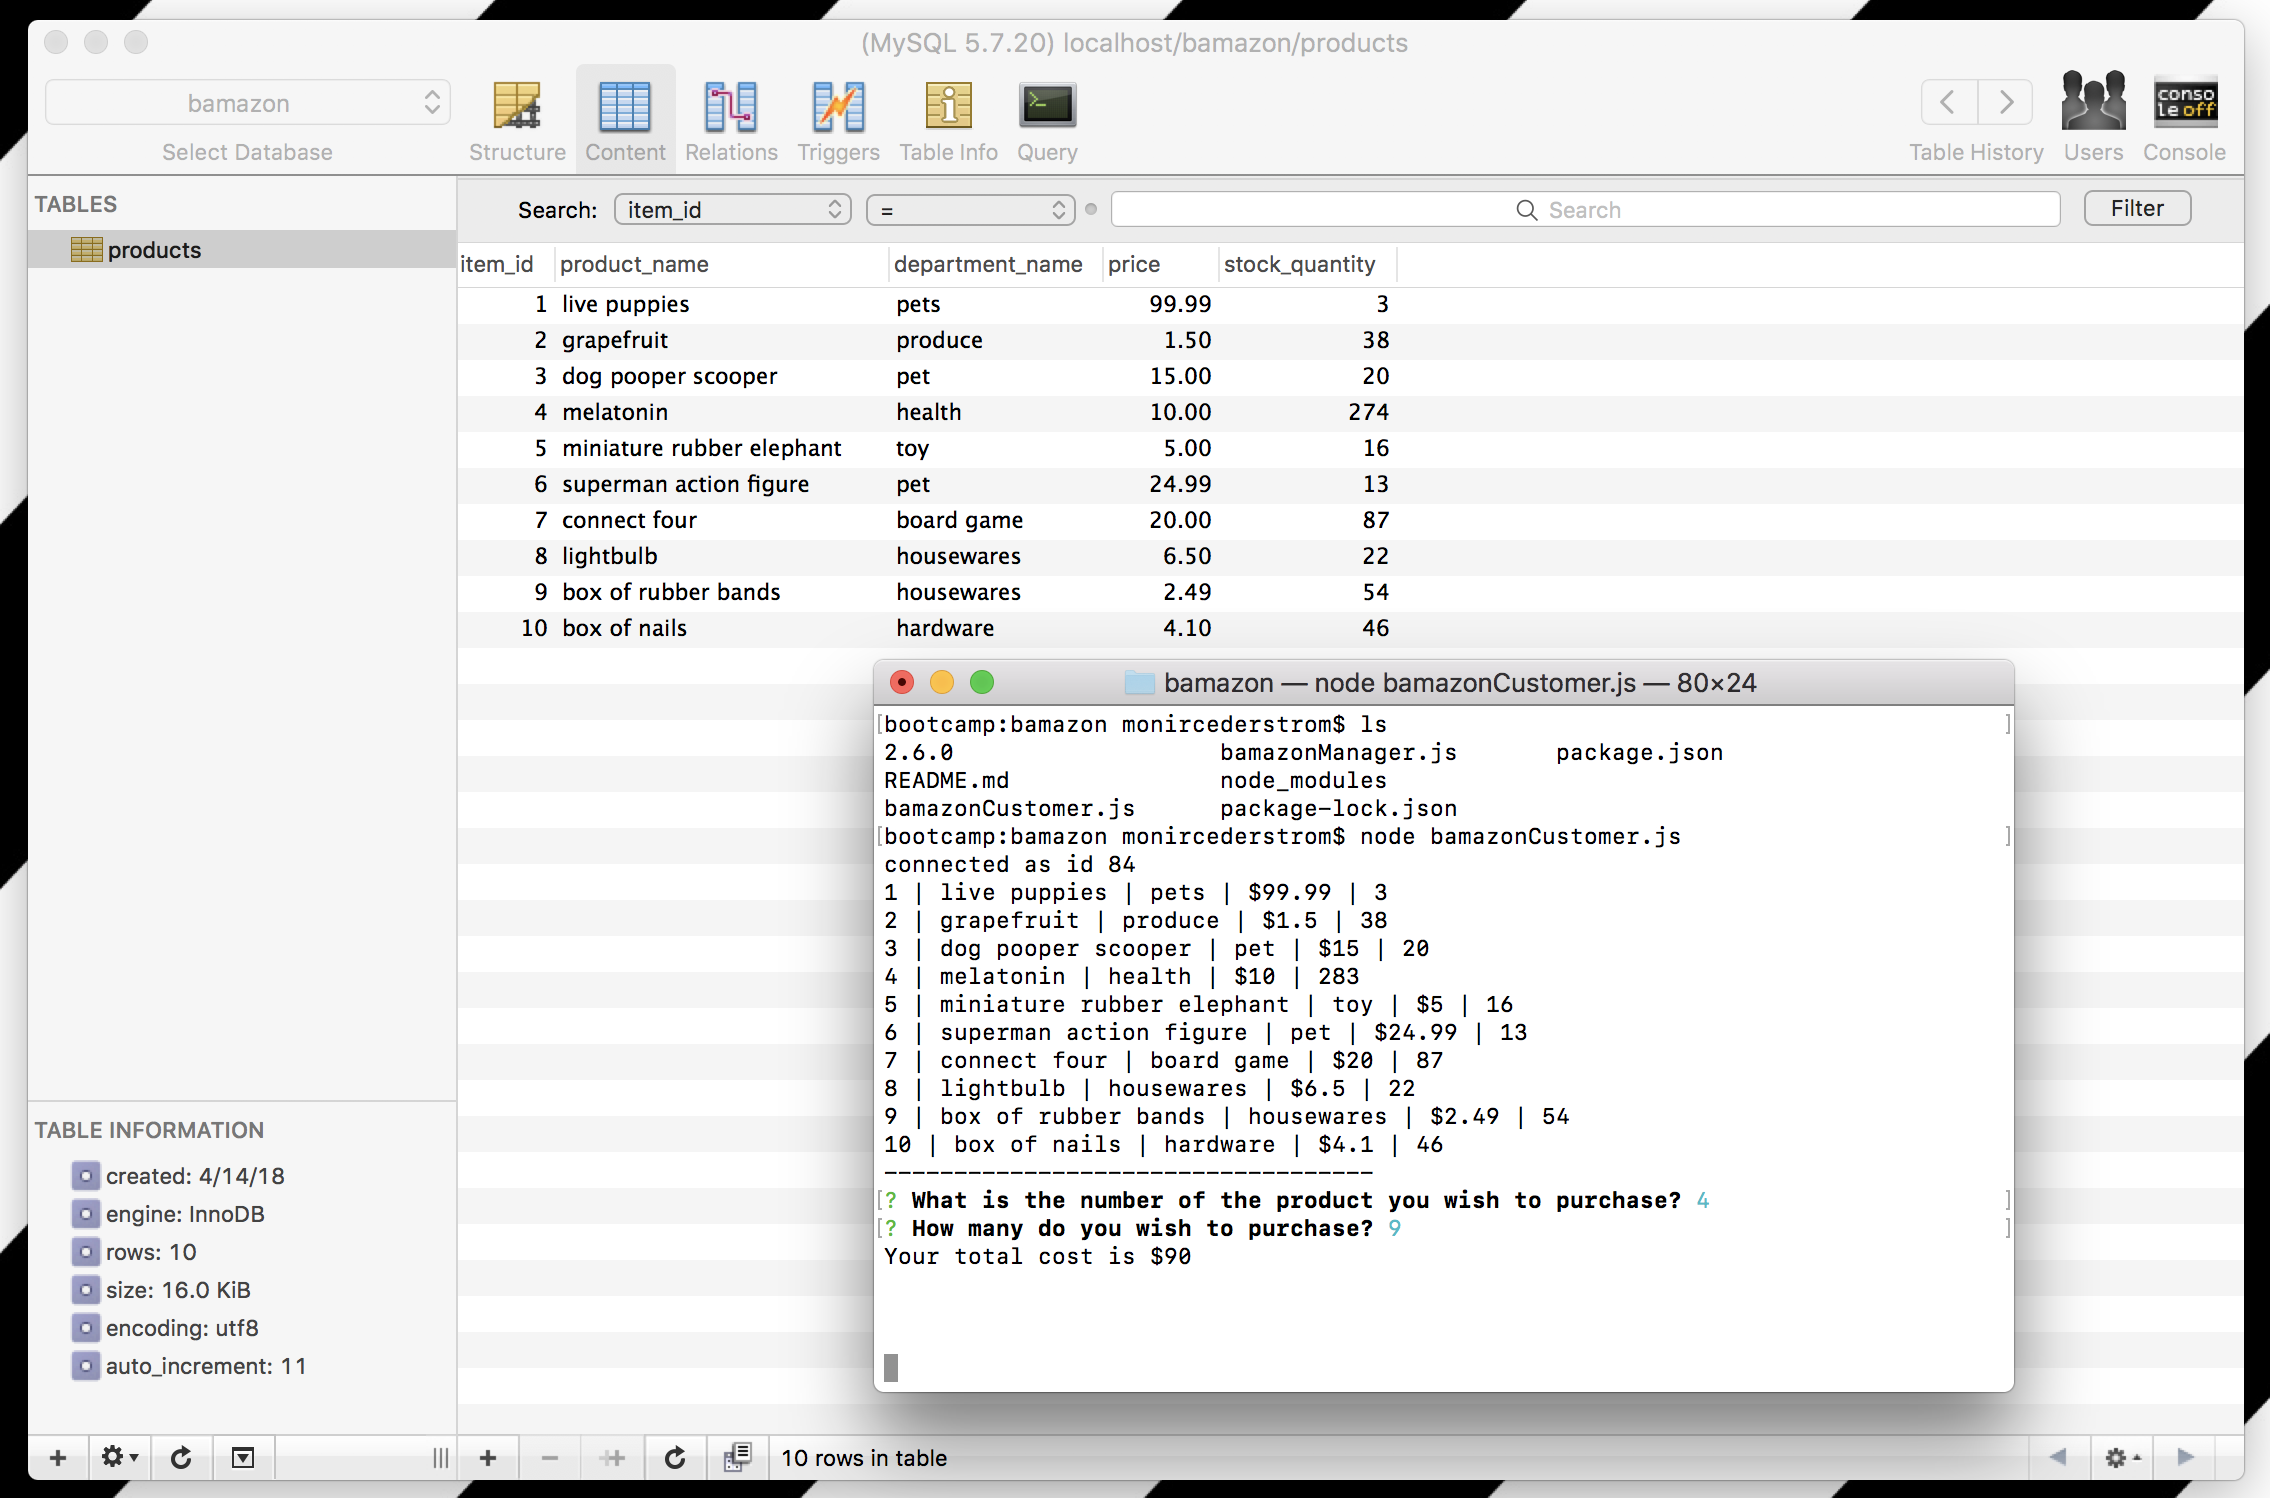 (MySQL 5.7.20) localhost/bamazon/products
bamazon
Select Database
Structure Content Relations Triggers Table Info Query
conso
le off
Table History Users Console
TABLES
products
Search: item_id = Search Filter
item_id product_name department_name price stock_quantity
1 live puppies pets 99.99 3
2 grapefruit produce 1.50 38
3 dog pooper scooper pet 15.00 20
4 melatonin health 10.00 274
5 miniature rubber elephant toy 5.00 16
6 superman action figure pet 24.99 13
7 connect four board game 20.00 87
8 lightbulb housewares 6.50 22
9 box of rubber bands housewares 2.49 54
10 box of nails hardware 4.10 46
bamazon — node bamazonCustomer.js — 80×24
[bootcamp:bamazon monircederstrom$ ls ]
2.6.0 bamazonManager.js package.json
README.md node_modules
bamazonCustomer.js package-lock.json
[bootcamp:bamazon monircederstrom$ node bamazonCustomer.js ]
connected as id 84
1 | live puppies | pets | $99.99 | 3
2 | grapefruit | produce | $1.5 | 38
3 | dog pooper scooper | pet | $15 | 20
4 | melatonin | health | $10 | 283
5 | miniature rubber elephant | toy | $5 | 16
6 | superman action figure | pet | $24.99 | 13
7 | connect four | board game | $20 | 87
8 | lightbulb | housewares | $6.5 | 22
9 | box of rubber bands | housewares | $2.49 | 54
10 | box of nails | hardware | $4.1 | 46
-----------------------------------
[? What is the number of the product you wish to purchase? 4 ]
[? How many do you wish to purchase? 9 ]
Your total cost is $90
TABLE INFORMATION
created: 4/14/18
engine: InnoDB
rows: 10
size: 16.0 KiB
encoding: utf8
auto_increment: 11
10 rows in table